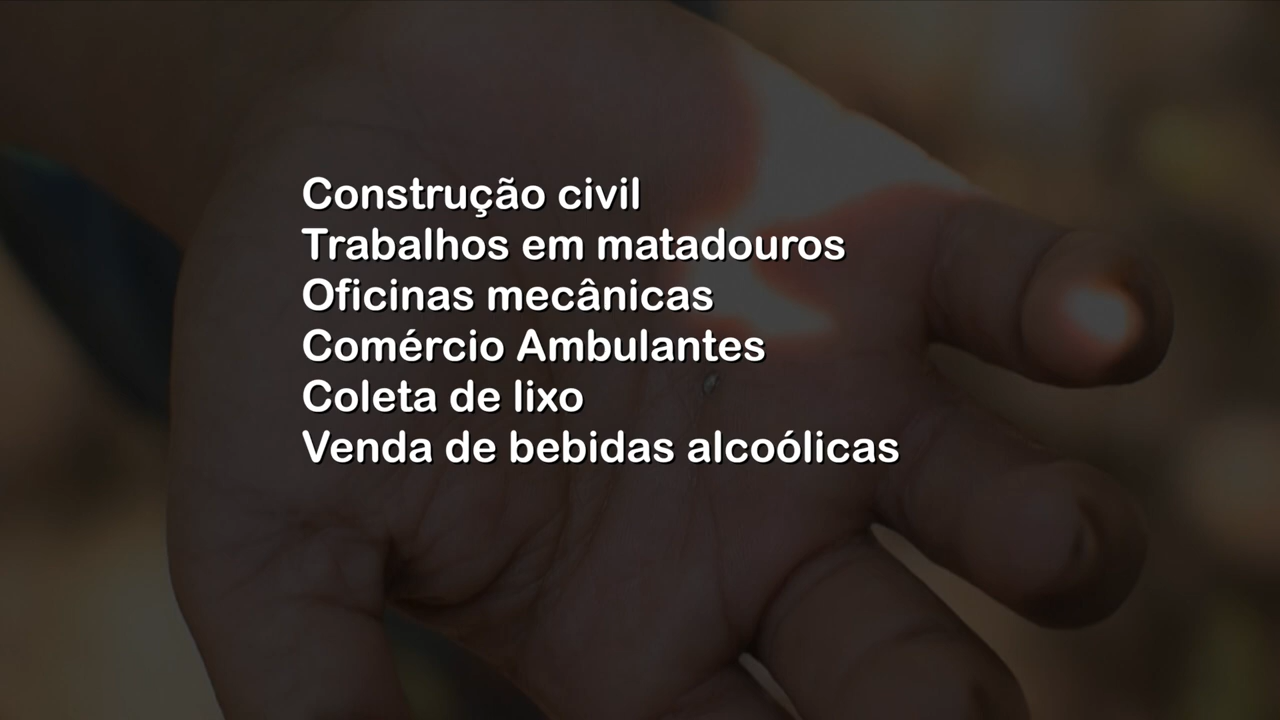 Construção civil
Trabalhos em matadouros
Oficinas mecânicas
Comércio Ambulantes
Coleta de lixo
Venda de bebidas alcoólicas